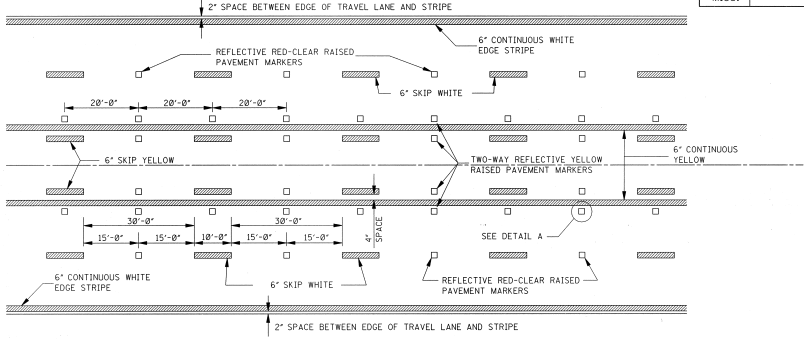 2" SPACE BETWEEN EDGE OF TRAVEL LANE AND STRIPE
6" CONTINUOUS WHITE
EDGE STRIPE
REFLECTIVE RED-CLEAR RAISED
PAVEMENT MARKERS
6" SKIP WHITE
20'-0"
20'-0"
20'-0"
6" SKIP YELLOW
TWO-WAY REFLECTIVE YELLOW
RAISED PAVEMENT MARKERS
6" CONTINUOUS
YELLOW
30'-0"
30'-0"
15'-0"
15'-0"
10'-0"
15'-0"
15'-0"
4"
SPACE
SEE DETAIL A
6" CONTINUOUS WHITE
EDGE STRIPE
6" SKIP WHITE
REFLECTIVE RED-CLEAR RAISED
PAVEMENT MARKERS
2" SPACE BETWEEN EDGE OF TRAVEL LANE AND STRIPE